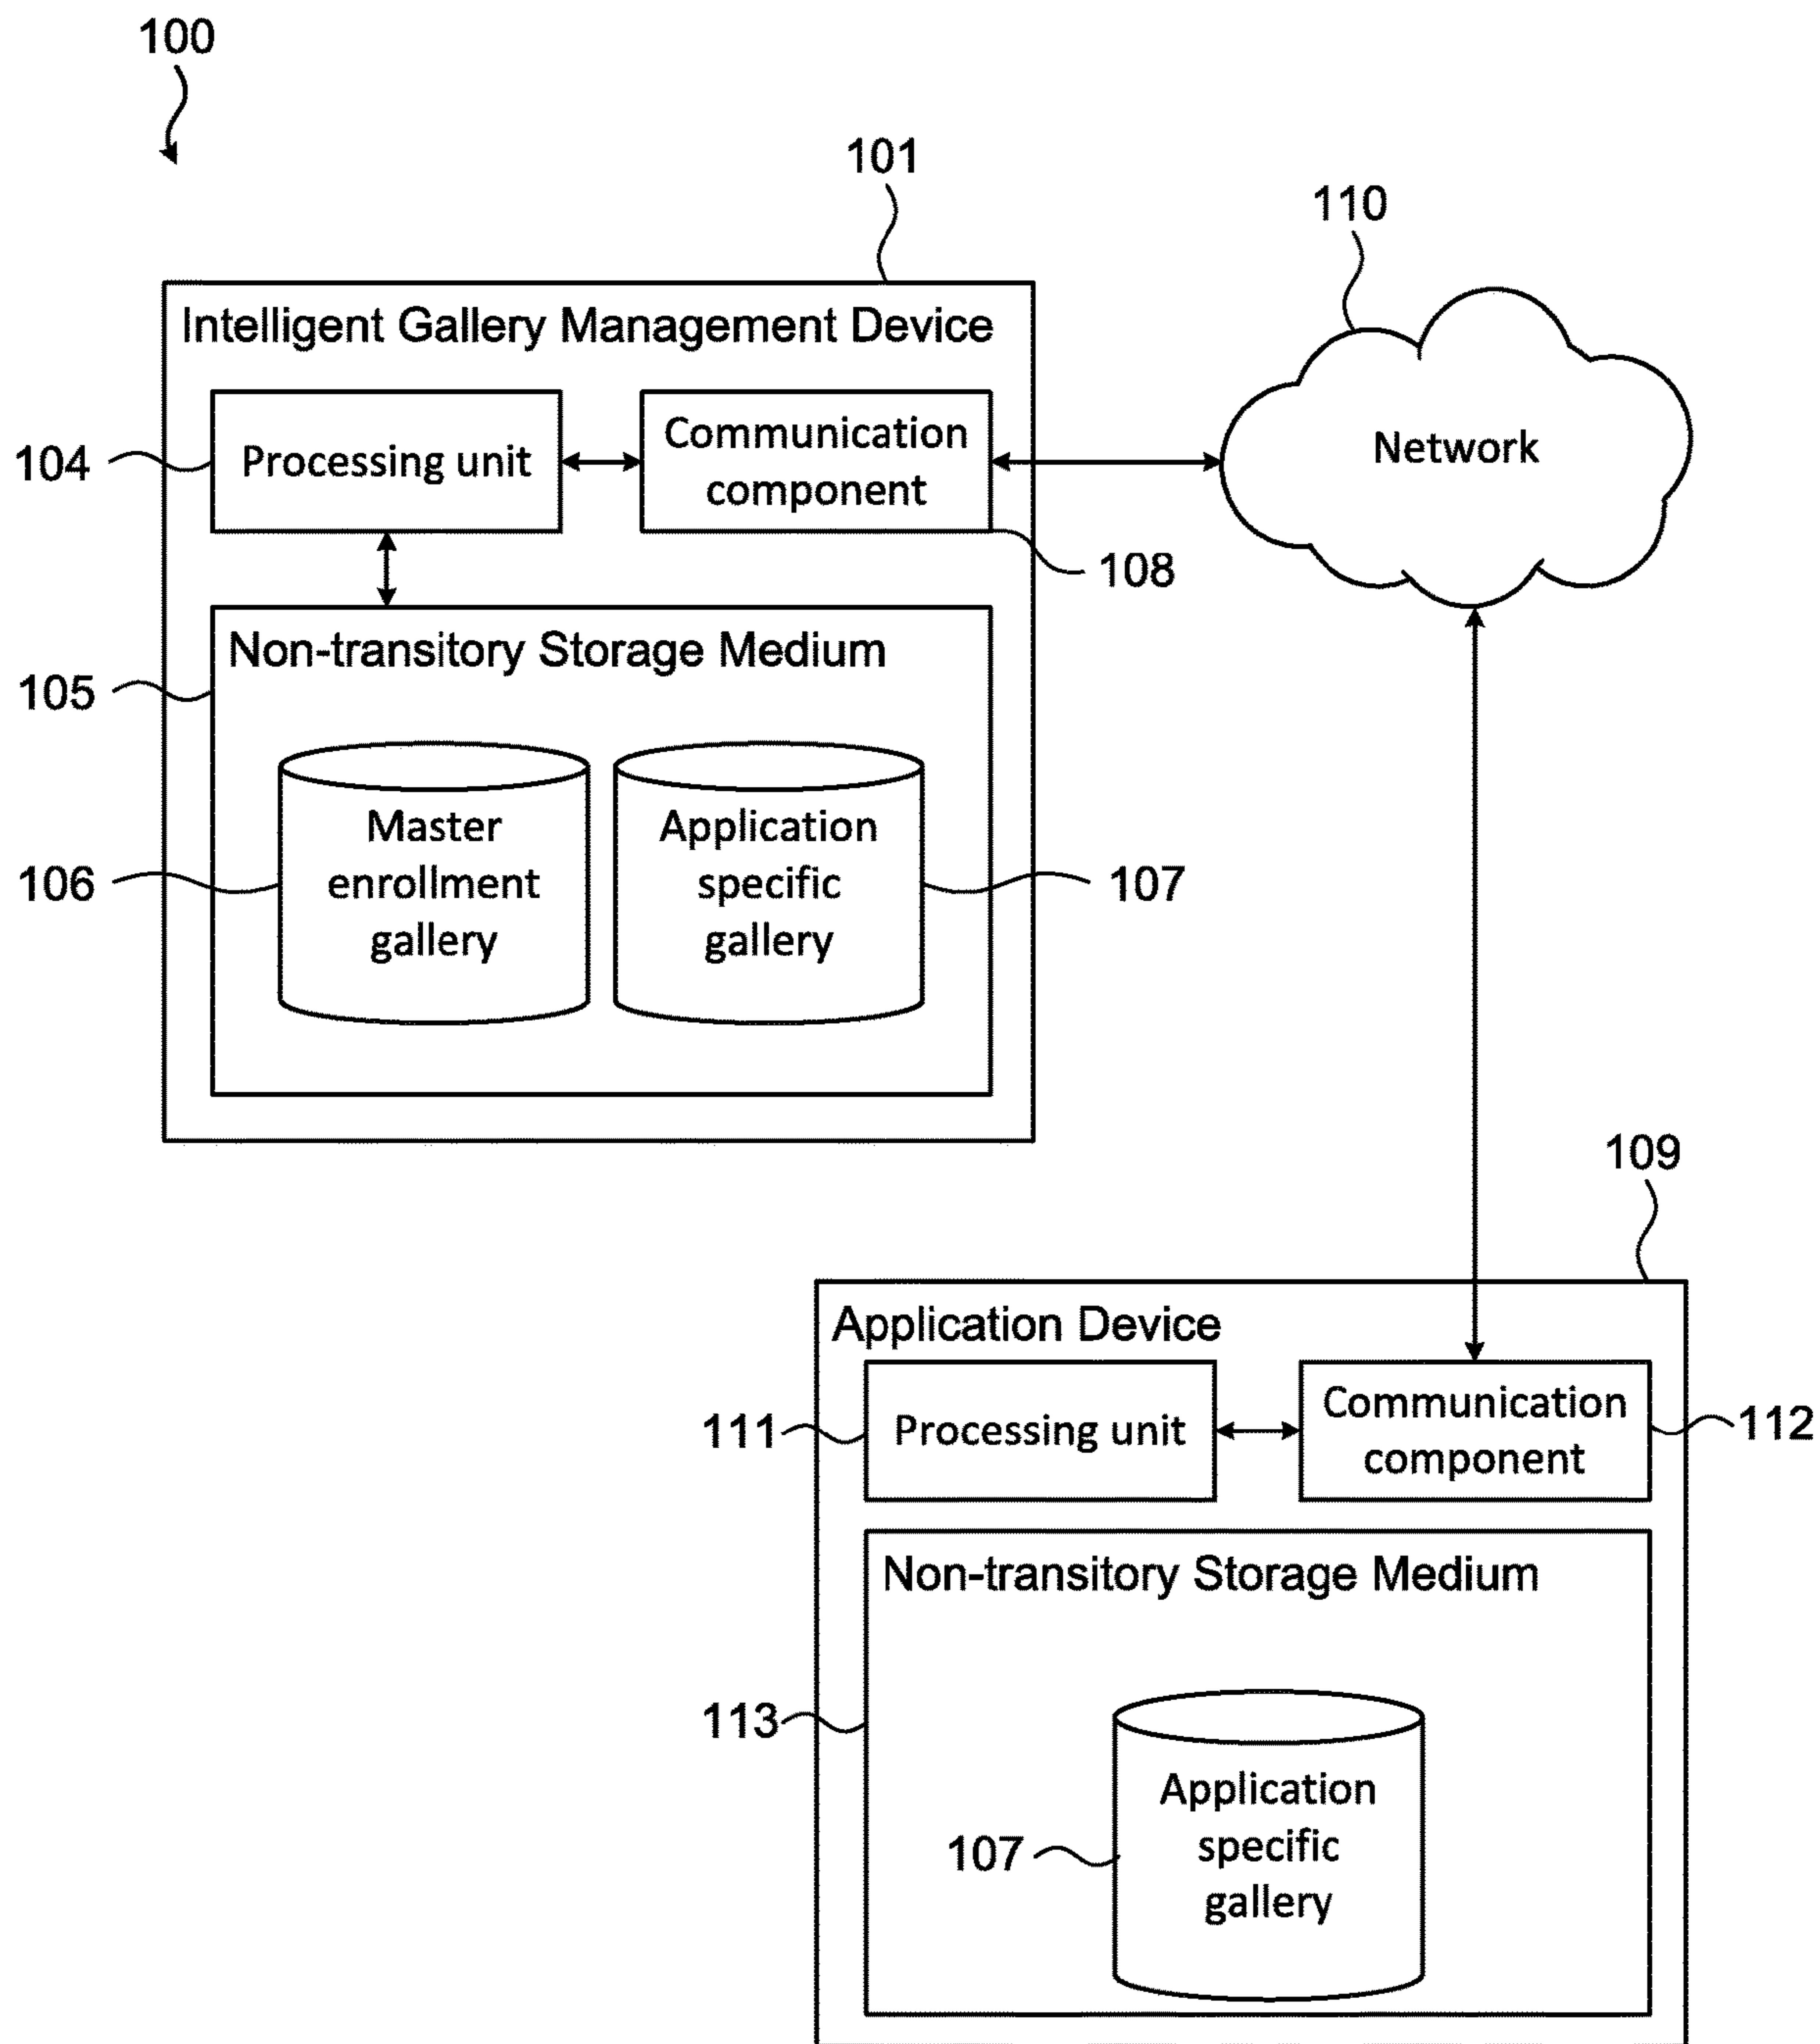 100
101
110
Intelligent Gallery Management Device
104
Processing unit
Communication
component
Network
108
Non-transitory Storage Medium
105
Master
enrollment
gallery
Application
specific
gallery
106
107
109
Application Device
111
Processing unit
Communication
component
112
Non-transitory Storage Medium
113
Application
specific
gallery
107